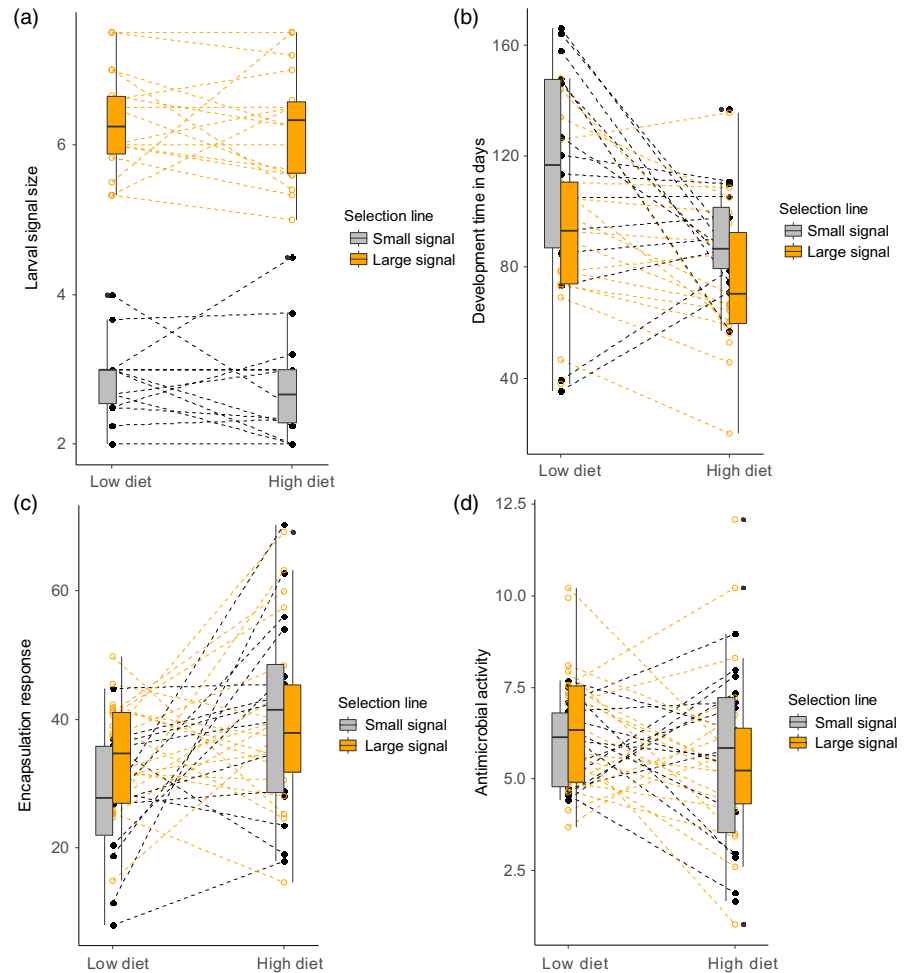 (a)
Larval signal size
6
4
2
Low diet
High diet
Selection line
Small signal
Large signal
(b)
Development time in days
160
120
80
40
Low diet
High diet
Selection line
Small signal
Large signal
(c)
Encapsulation response
60
40
20
Low diet
High diet
Selection line
Small signal
Large signal
(d)
Antimicrobial activity
12.5
10.0
7.5
5.0
2.5
Low diet
High diet
Selection line
Small signal
Large signal